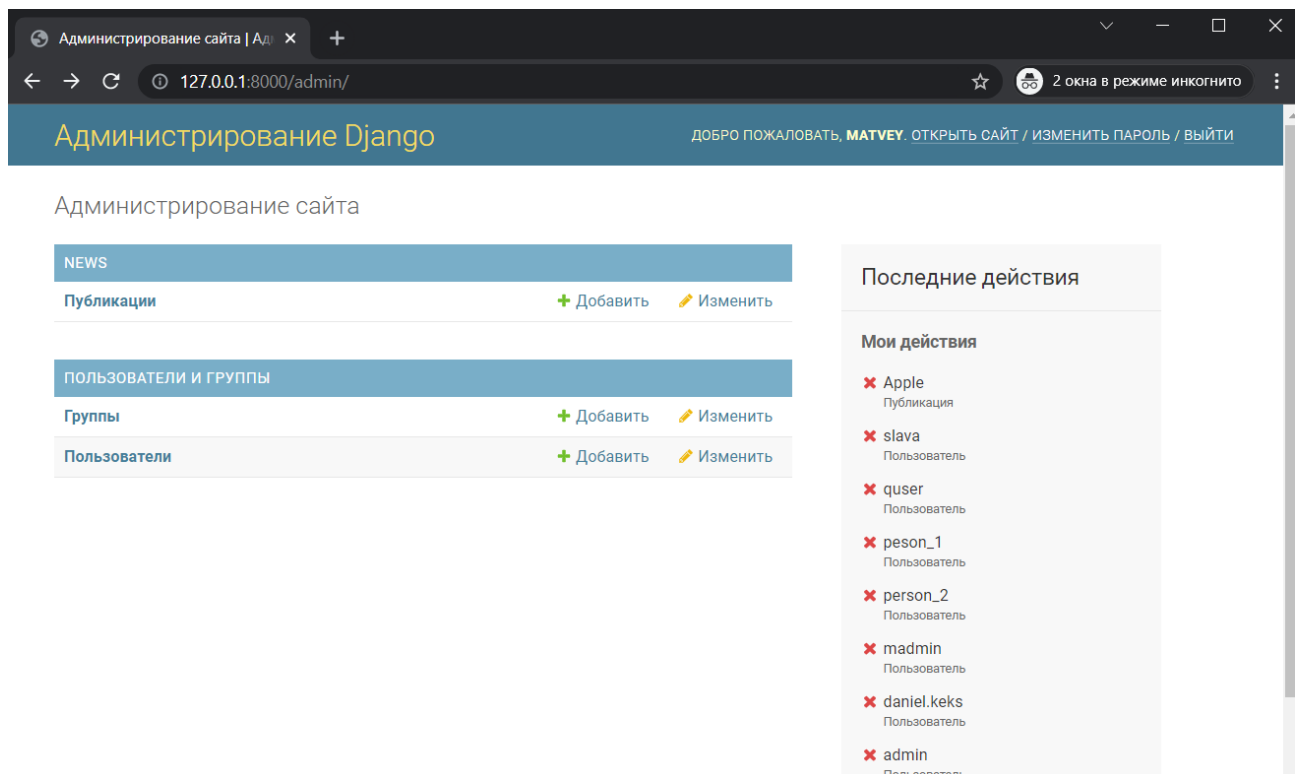 Администрирование сайта | Ад
127.0.0.1:8000/admin/
2 окна в режиме инкогнито
Администрирование Django
ДОБРО ПОЖАЛОВАТЬ, MATVEY. ОТКРЫТЬ САЙТ / ИЗМЕНИТЬ ПАРОЛЬ / ВЫЙТИ
Администрирование сайта
NEWS
Публикации Добавить Изменить
ПОЛЬЗОВАТЕЛИ И ГРУППЫ
Группы Добавить Изменить
Пользователи Добавить Изменить
Последние действия
Мои действия
Apple
Публикация
slava
Пользователь
quser
Пользователь
peson_1
Пользователь
person_2
Пользователь
madmin
Пользователь
daniel.keks
Пользователь
admin
Пользователь